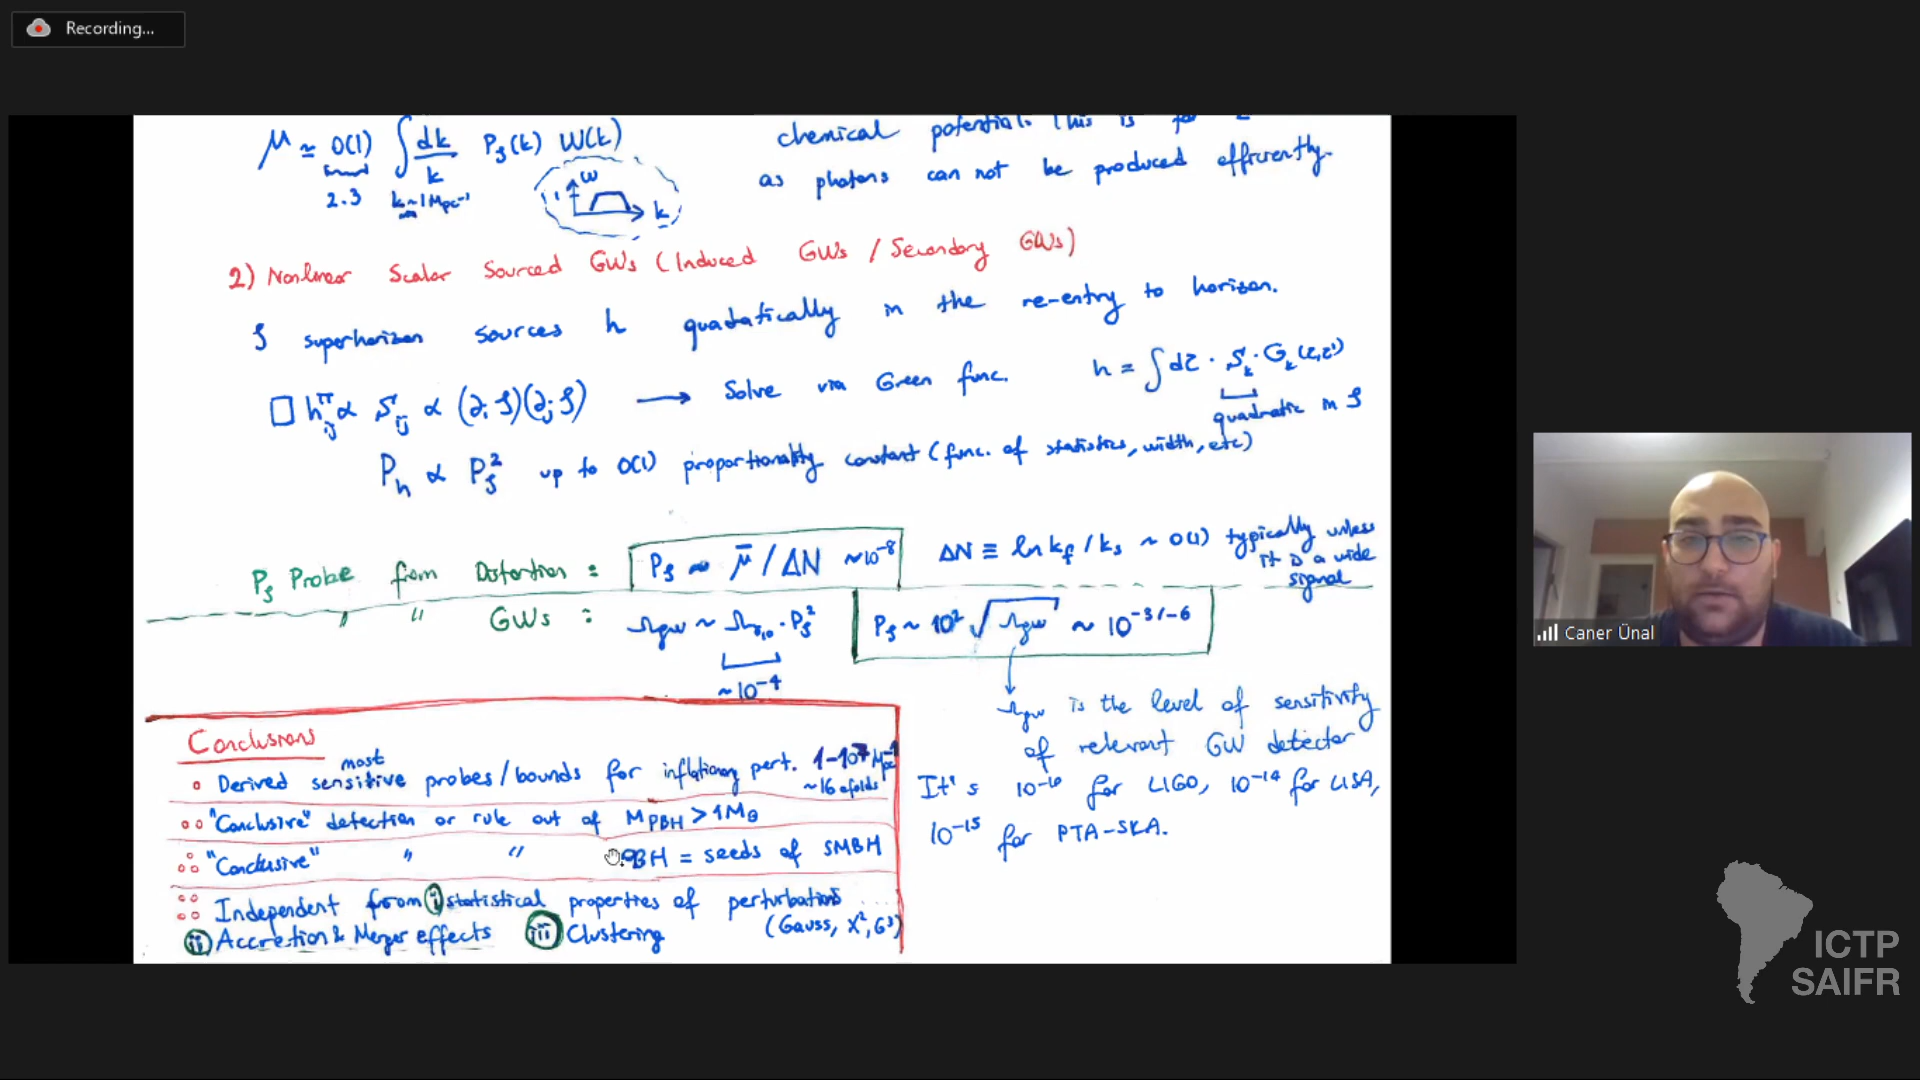 Recording...
μ ≃ O(1) ∫ dk/k P_ζ(k) W(k)
chemical potential. This is for
2.3 k~1Mpc⁻¹
1 W k
as photons can not be produced efficiently.
2) Nonlinear Scalar Sourced GWs (Induced GWs / Secondary GWs)
ζ superhorizon sources h quadratically in the re-entry to horizon.
□ h_ij^TT ∝ S_ij ∝ (∂_i ζ)(∂_j ζ) → Solve via Green func. h = ∫dτ · S_k · G_k(τ,τ')
quadratic in ζ
P_h ∝ P_ζ² up to O(1) proportionality constant (func. of statistics, width, etc)
P_ζ Probe from Distortion : P_ζ ~ μ̄ / ΔN ~10⁻⁸ ΔN ≡ ln k_f / k_s ~ O(1) typically unless it is a wide signal
" " GWs : Ω_gw ~ Ω_γ,0 · P_ζ² P_ζ ~ 10² √Ω_gw ~ 10^-3/-6
~10⁻⁴
Ω_gw is the level of sensitivity
of relevant GW detector
It's 10⁻¹⁰ for LIGO, 10⁻¹⁴ for LISA,
10⁻¹⁵ for PTA-SKA.
Conclusions
◦ Derived most sensitive probes/bounds for inflationary pert. 1-10⁷ Mpc⁻¹
~16 efolds
◦◦ "Conclusive" detection or rule out of M_PBH > 1M_⊙
"Conclusive" " " PBH = seeds of SMBH
Independent from i statistical properties of perturbations
(Gauss, χ², G³)
ii Accretion & Merger effects iii Clustering
Caner Ünal
ICTP
SAIFR